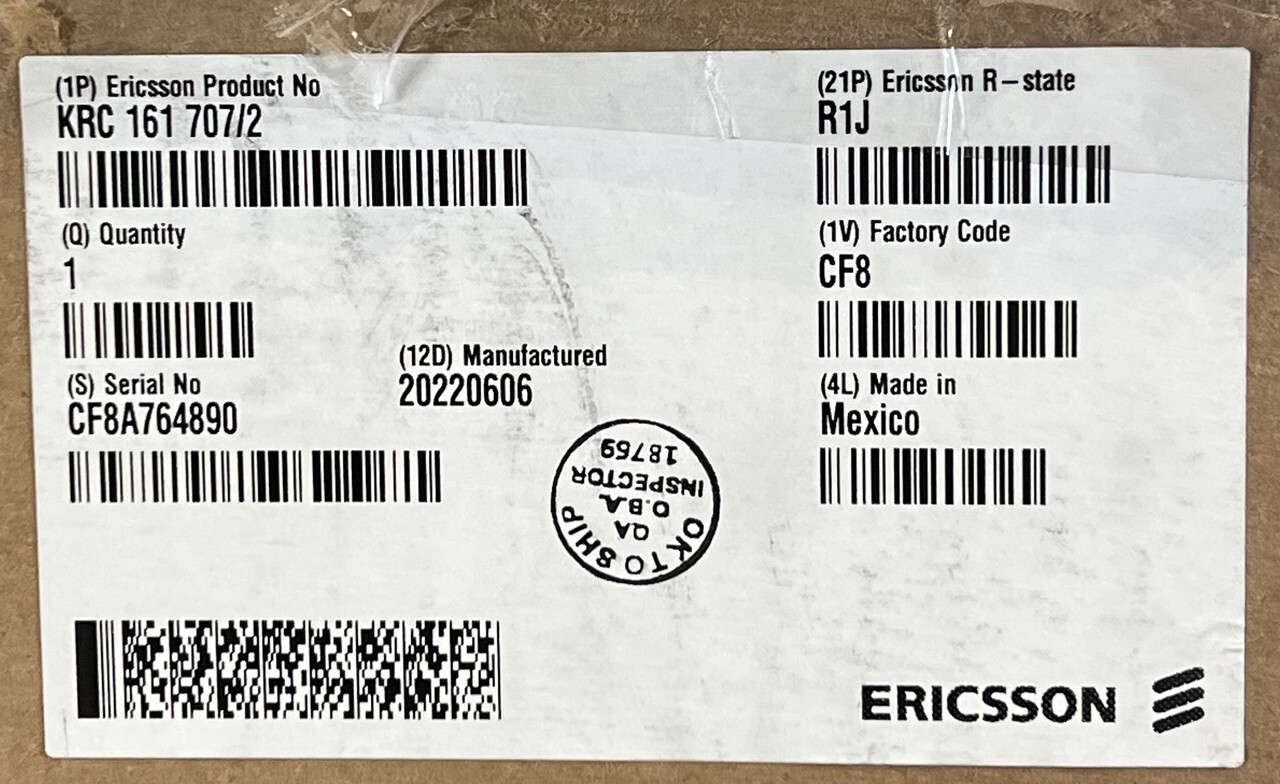 (1P) Ericsson Product No
KRC 161 707/2
(21P) Ericsson R-state
R1J
(Q) Quantity
1
(1V) Factory Code
CF8
(S) Serial No
CF8A764890
(12D) Manufactured
20220606
(4L) Made in
Mexico
OK TO SHIP
QA
O.B.A.
INSPECTOR
18769
ERICSSON